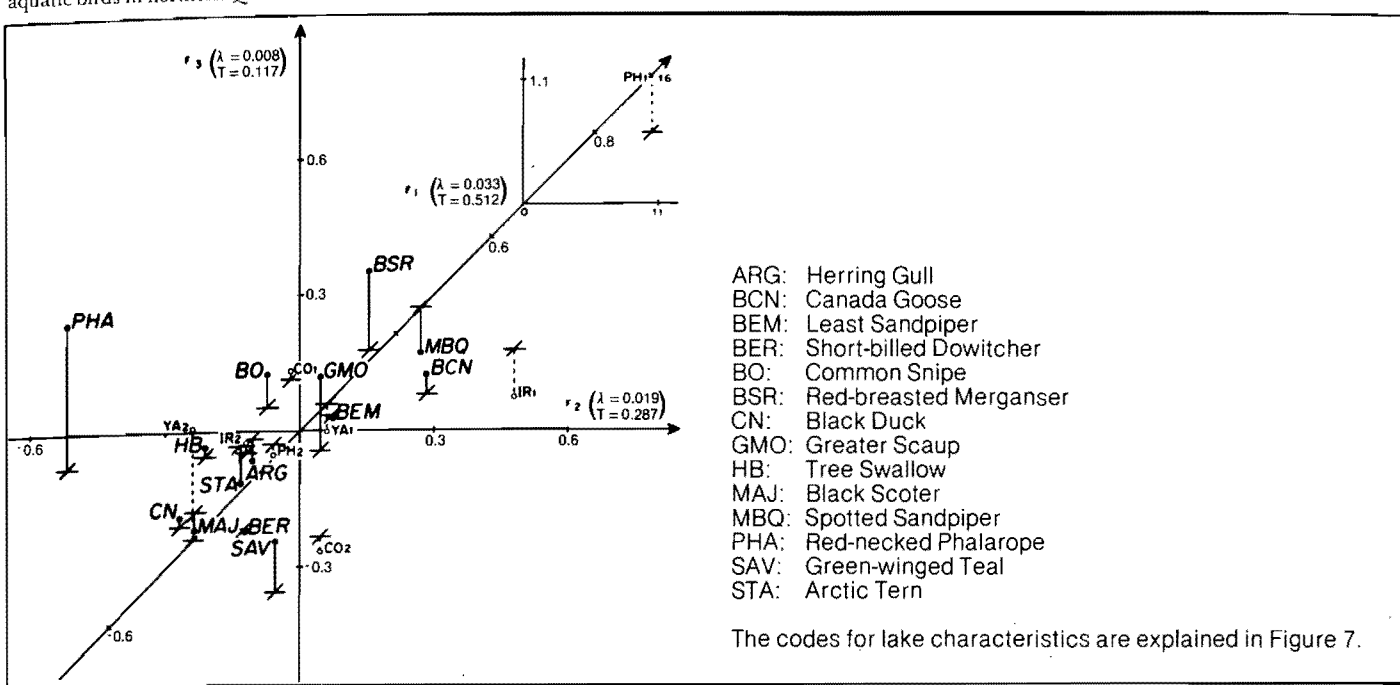 aquatic birds in northern Q
F3 (λ = 0.008
T = 0.117)
PH1 16
1.1
0.8
0.6
F1 (λ = 0.033
T = 0.512)
0
11
0.6
BSR
0.3
PHA
MBQ
BCN
BO
CO1
GMO
IR1
F2 (λ = 0.019
T = 0.287)
BEM
YA2
YA1
-0.6
0.3
0.6
HB
IR2
PH2
ARG
STA
CN
MAJ
BER
SAV
CO2
-0.3
-0.6
ARG: Herring Gull
BCN: Canada Goose
BEM: Least Sandpiper
BER: Short-billed Dowitcher
BO: Common Snipe
BSR: Red-breasted Merganser
CN: Black Duck
GMO: Greater Scaup
HB: Tree Swallow
MAJ: Black Scoter
MBQ: Spotted Sandpiper
PHA: Red-necked Phalarope
SAV: Green-winged Teal
STA: Arctic Tern
The codes for lake characteristics are explained in Figure 7.